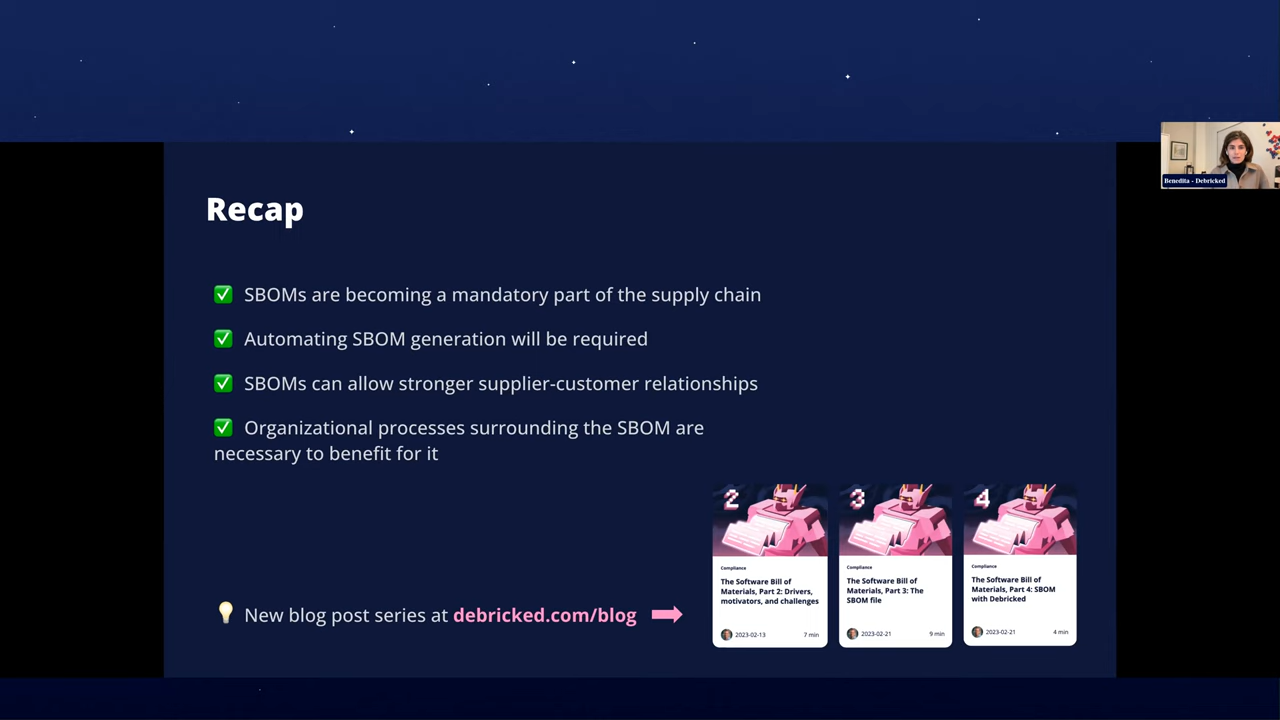 Benedita - Debricked
Recap
✅ SBOMs are becoming a mandatory part of the supply chain
✅ Automating SBOM generation will be required
✅ SBOMs can allow stronger supplier-customer relationships
✅ Organizational processes surrounding the SBOM are
necessary to benefit for it
2
Compliance
The Software Bill of
Materials, Part 2: Drivers,
motivators, and challenges
2023-02-13 7 min
3
Compliance
The Software Bill of
Materials, Part 3: The
SBOM file
2023-02-21 9 min
4
Compliance
The Software Bill of
Materials, Part 4: SBOM
with Debricked
2023-02-21 4 min
New blog post series at debricked.com/blog